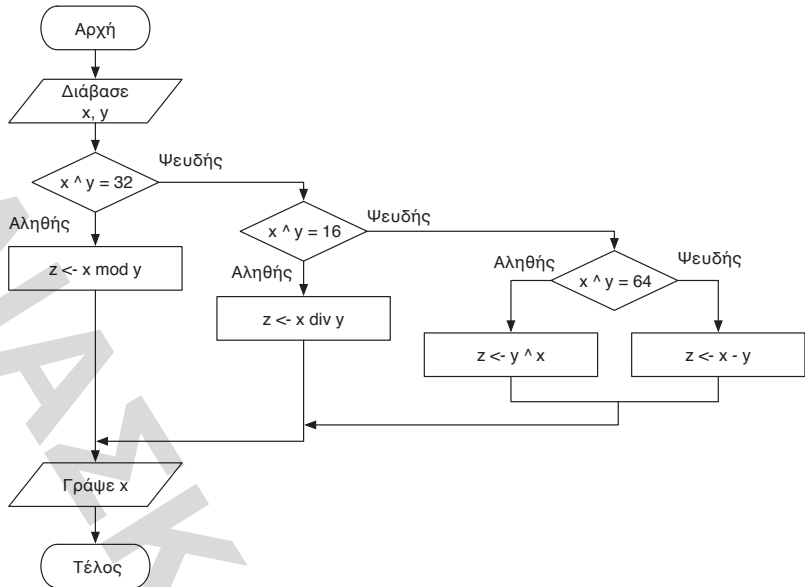 Αρχή
Διάβασε
x, y
x ^ y = 32
Ψευδής
Αληθής
z <- x mod y
x ^ y = 16
Ψευδής
Αληθής
z <- x div y
x ^ y = 64
Αληθής
Ψευδής
z <- y ^ x
z <- x - y
Γράψε x
Τέλος